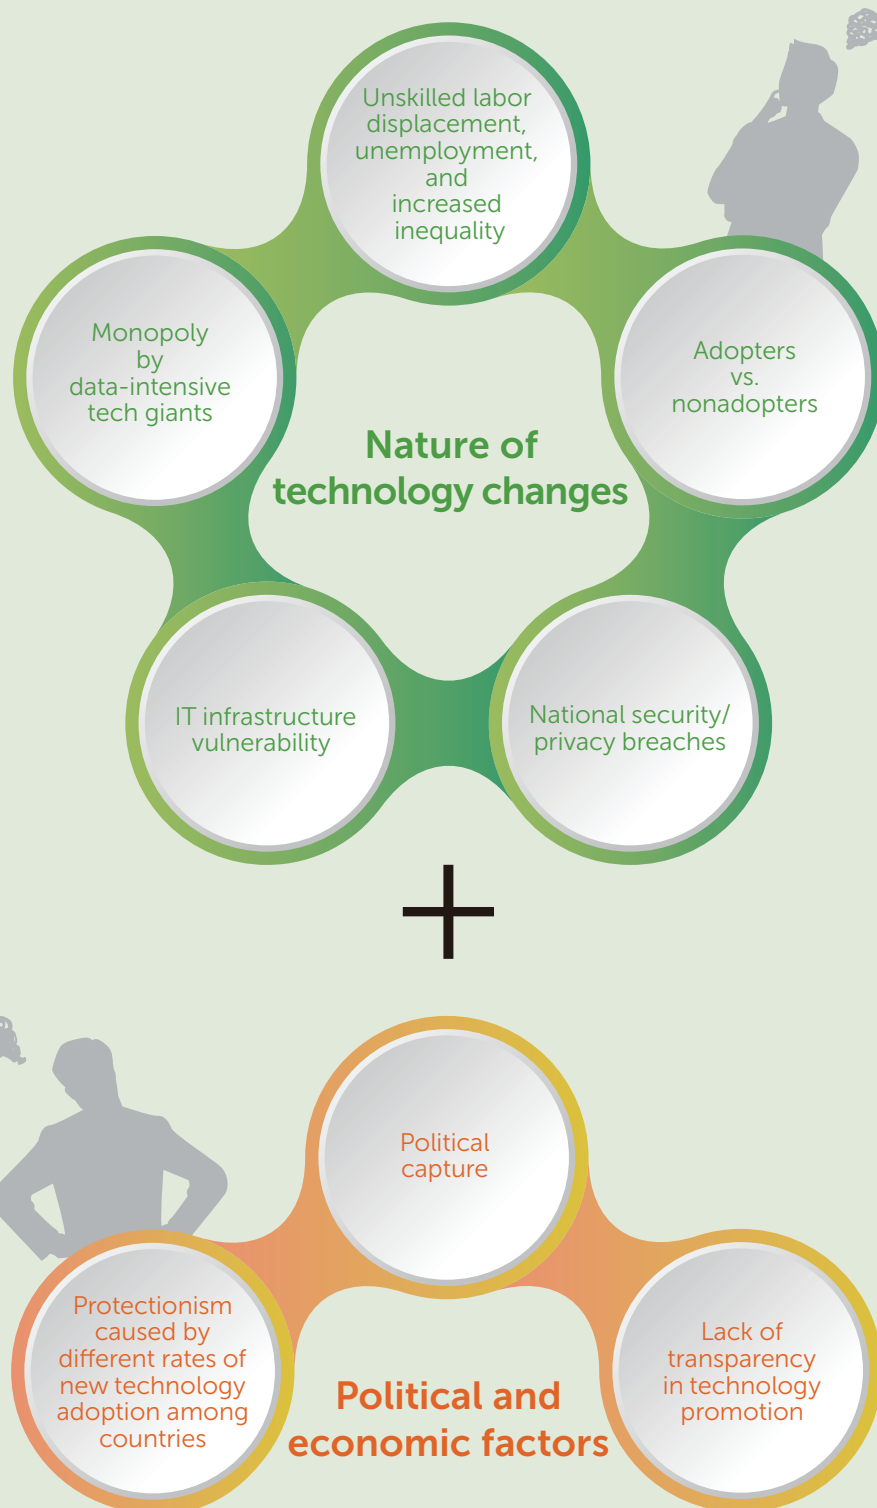 Unskilled labor
displacement,
unemployment,
and
increased
inequality
Monopoly
by
data-intensive
tech giants
Adopters
vs.
nonadopters
Nature of
technology changes
IT infrastructure
vulnerability
National security/
privacy breaches
+
Political
capture
Protectionism
caused by
different rates of
new technology
adoption among
countries
Lack of
transparency
in technology
promotion
Political and
economic factors